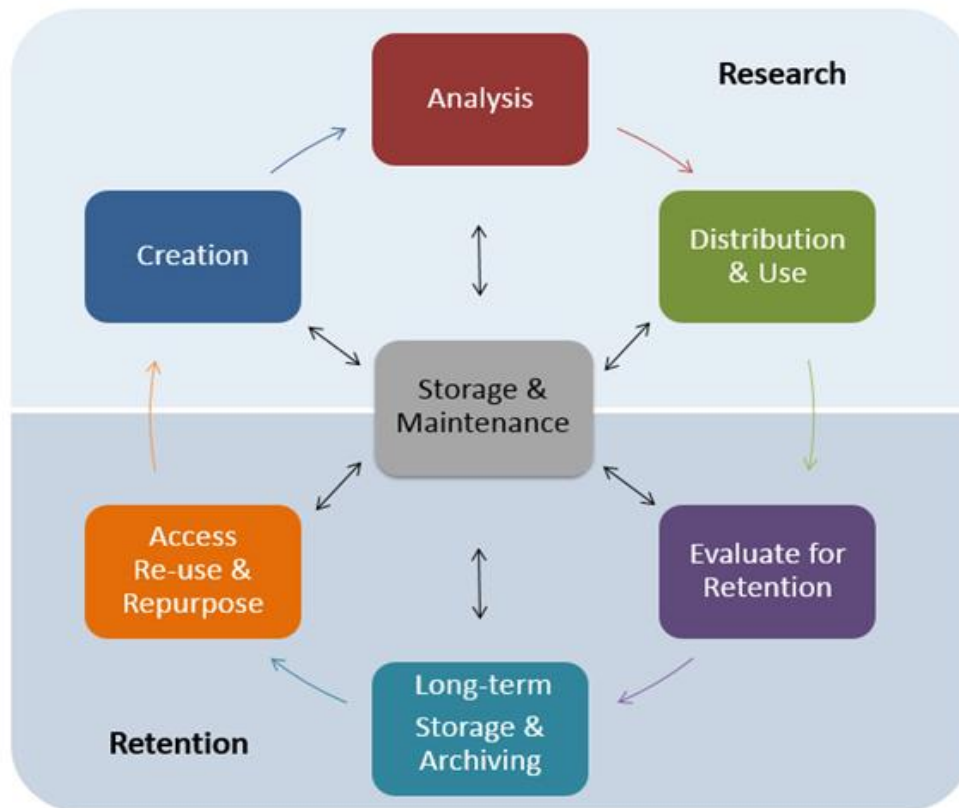 Analysis
Research
Creation
Distribution
& Use
Storage &
Maintenance
Access
Re-use &
Repurpose
Evaluate for
Retention
Long-term
Storage &
Archiving
Retention